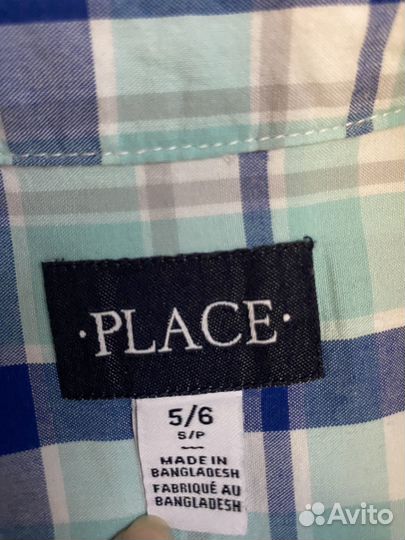 ·PLACE·
5/6
S/P
MADE IN
BANGLADESH
FABRIQUÉ AU
BANGLADESH
Avito